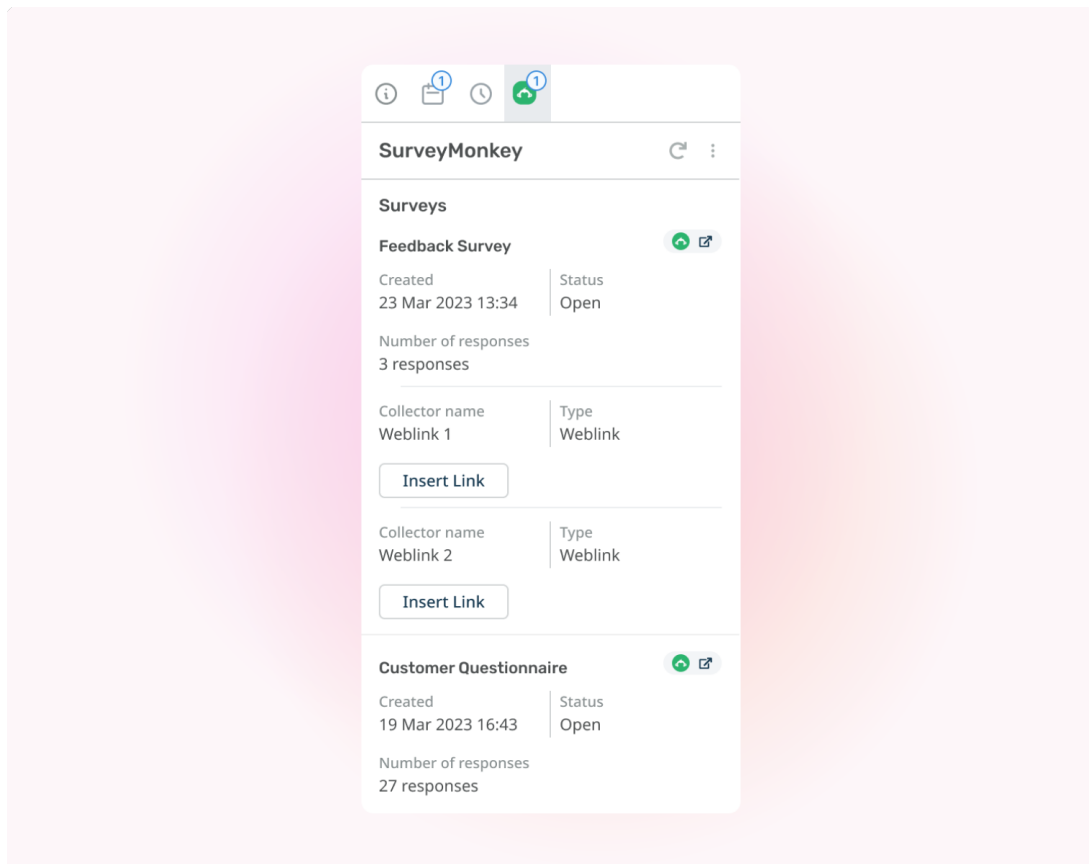 1
1
SurveyMonkey
Surveys
Feedback Survey
Created
Status
23 Mar 2023 13:34
Open
Number of responses
3 responses
Collector name
Type
Weblink 1
Weblink
Insert Link
Collector name
Type
Weblink 2
Weblink
Insert Link
Customer Questionnaire
Created
Status
19 Mar 2023 16:43
Open
Number of responses
27 responses